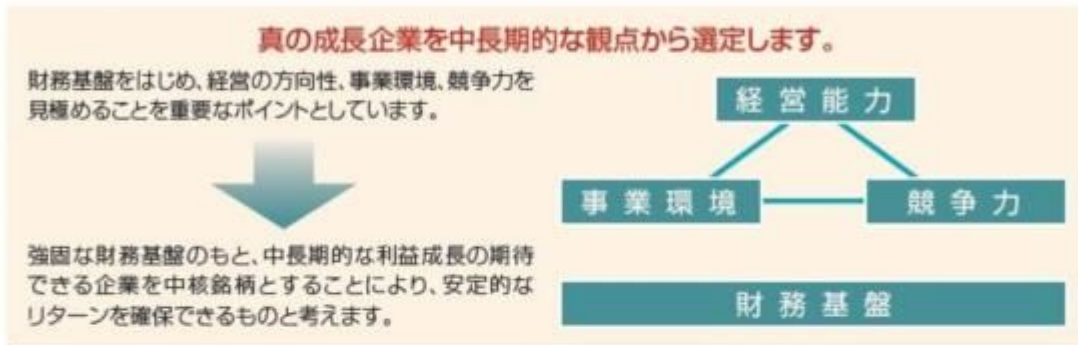 真の成長企業を中長期的な観点から選定します。
財務基盤をはじめ、経営の方向性、事業環境、競争力を
見極めることを重要なポイントとしています。
強固な財務基盤のもと、中長期的な利益成長の期待
できる企業を中核銘柄とすることにより、安定的な
リターンを確保できるものと考えます。
経営能力
事業環境
競争力
財務基盤